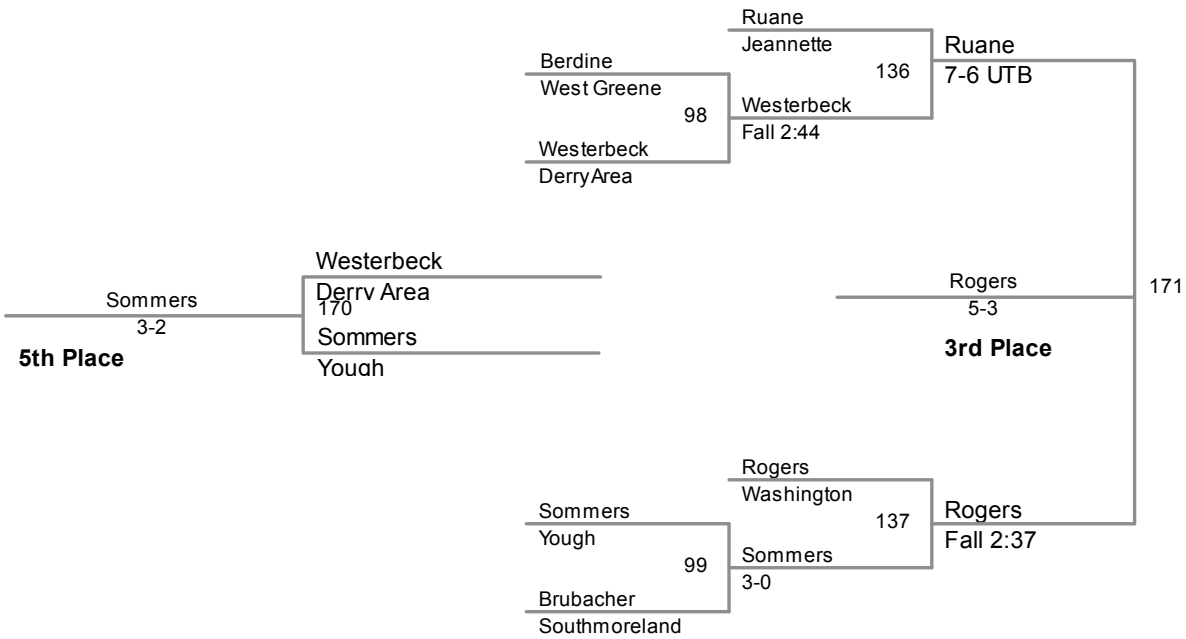 Ruane
Jeannette
136
Ruane
7-6 UTB
Berdine
West Greene
98
Westerbeck
Fall 2:44
Westerbeck
Derry Area
Westerbeck
Derry Area
170
Sommers
3-2
5th Place
Sommers
Yough
Rogers
5-3
171
3rd Place
Rogers
Washington
137
Rogers
Fall 2:37
Sommers
Yough
99
Sommers
3-0
Brubacher
Southmoreland